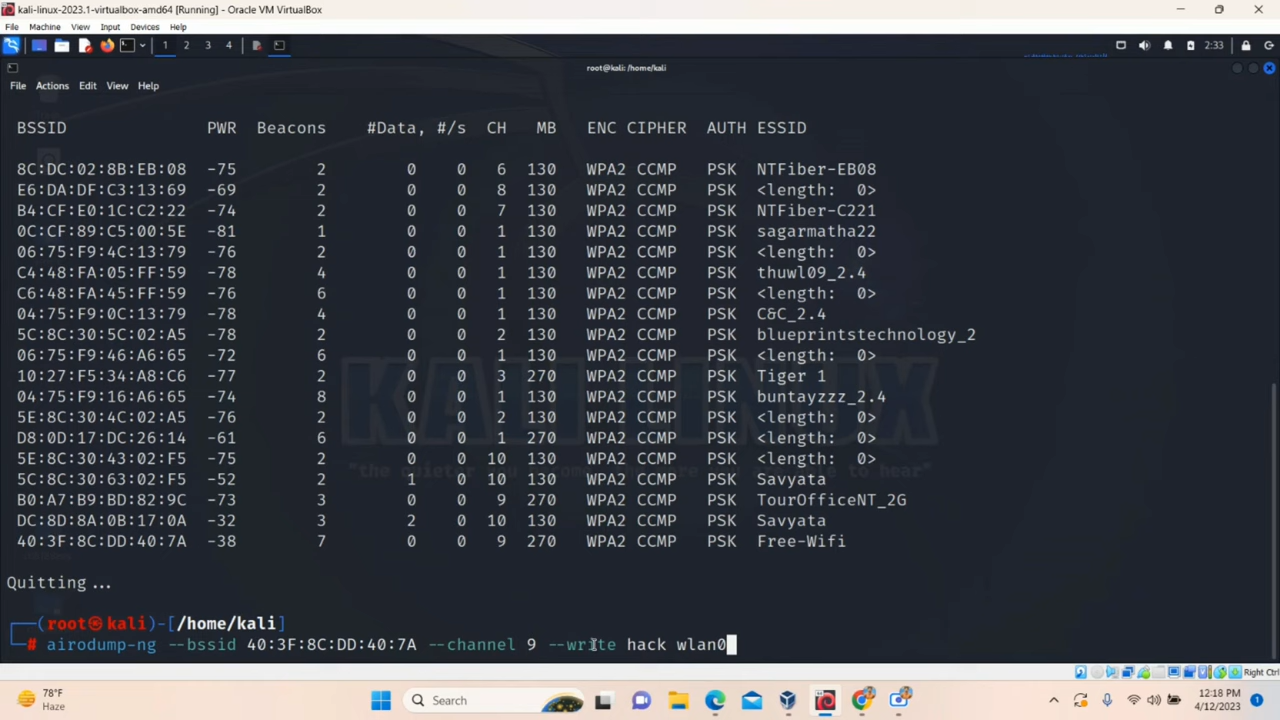 kali-linux-2023.1-virtualbox-amd64 [Running] - Oracle VM VirtualBox
File Machine View Input Devices Help
1 2 3 4 2:33
root@kali: /home/kali
File Actions Edit View Help
BSSID PWR Beacons #Data, #/s CH MB ENC CIPHER AUTH ESSID
8C:DC:02:8B:EB:08 -75 2 0 0 6 130 WPA2 CCMP PSK NTFiber-EB08
E6:DA:DF:C3:13:69 -69 2 0 0 8 130 WPA2 CCMP PSK <length: 0>
B4:CF:E0:1C:C2:22 -74 2 0 0 7 130 WPA2 CCMP PSK NTFiber-C221
0C:CF:89:C5:00:5E -81 1 0 0 1 130 WPA2 CCMP PSK sagarmatha22
06:75:F9:4C:13:79 -76 2 0 0 1 130 WPA2 CCMP PSK <length: 0>
C4:48:FA:05:FF:59 -78 4 0 0 1 130 WPA2 CCMP PSK thuwl09_2.4
C6:48:FA:45:FF:59 -76 6 0 0 1 130 WPA2 CCMP PSK <length: 0>
04:75:F9:0C:13:79 -78 4 0 0 1 130 WPA2 CCMP PSK C&C_2.4
5C:8C:30:5C:02:A5 -78 2 0 0 2 130 WPA2 CCMP PSK blueprintstechnology_2
06:75:F9:46:A6:65 -72 6 0 0 1 130 WPA2 CCMP PSK <length: 0>
10:27:F5:34:A8:C6 -77 2 0 0 3 270 WPA2 CCMP PSK Tiger 1
04:75:F9:16:A6:65 -74 8 0 0 1 130 WPA2 CCMP PSK buntayzzz_2.4
5E:8C:30:4C:02:A5 -76 2 0 0 2 130 WPA2 CCMP PSK <length: 0>
D8:0D:17:DC:26:14 -61 6 0 0 1 270 WPA2 CCMP PSK <length: 0>
5E:8C:30:43:02:F5 -75 2 0 0 10 130 WPA2 CCMP PSK <length: 0>
5C:8C:30:63:02:F5 -52 2 1 0 10 130 WPA2 CCMP PSK Savyata
B0:A7:B9:BD:82:9C -73 3 0 0 9 270 WPA2 CCMP PSK TourOfficeNT_2G
DC:8D:8A:0B:17:0A -32 3 2 0 10 130 WPA2 CCMP PSK Savyata
40:3F:8C:DD:40:7A -38 7 0 0 9 270 WPA2 CCMP PSK Free-Wifi
KALI LINUX
Quitting ...
(root㉿kali)-[/home/kali]
# airodump-ng --bssid 40:3F:8C:DD:40:7A --channel 9 --write hack wlan0
Right Ctrl
78°F
Haze
Search
12:18 PM
4/12/2023